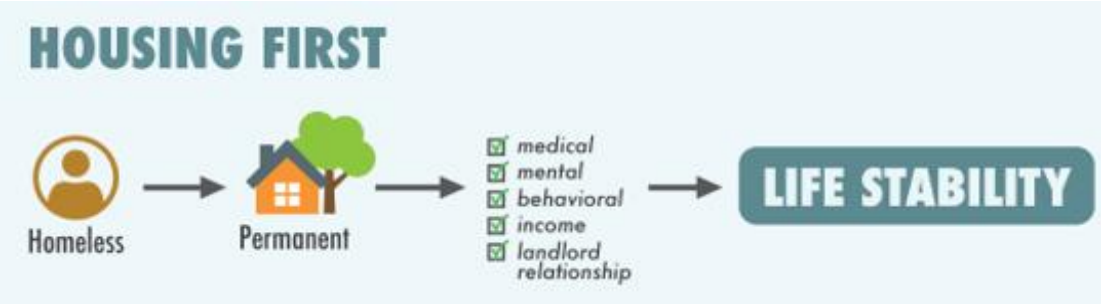 HOUSING FIRST
Homeless
Permanent
medical
mental
behavioral
income
landlord
relationship
LIFE STABILITY